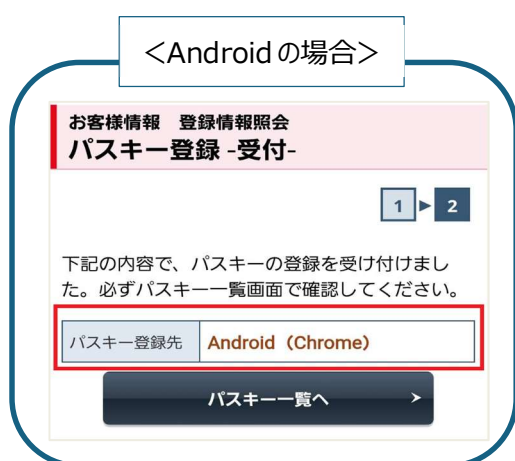 ＜Androidの場合＞
お客様情報　登録情報照会
パスキー登録 -受付-
1 ▶ 2
下記の内容で、パスキーの登録を受け付けまし
た。必ずパスキー一覧画面で確認してください。
パスキー登録先　Android（Chrome）
パスキー一覧へ